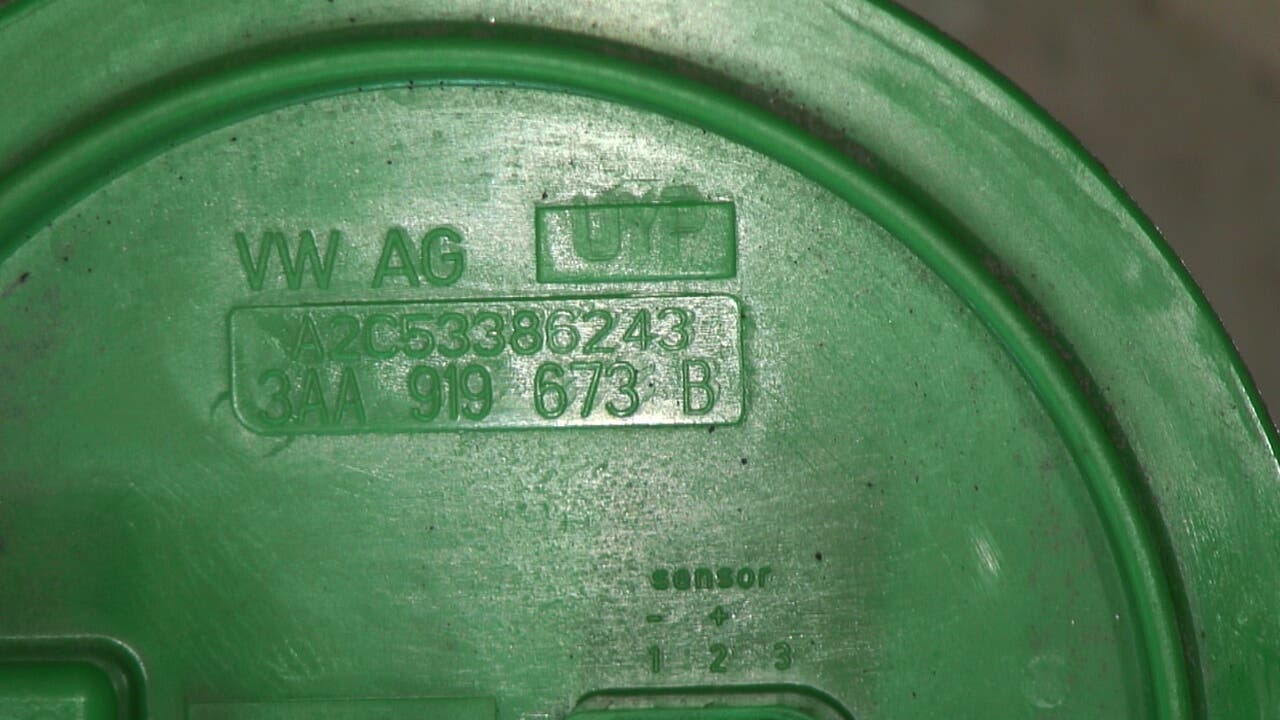 VW AG UYP
A2C53386243
3AA 919 673 B
sensor
- +
1 2 3